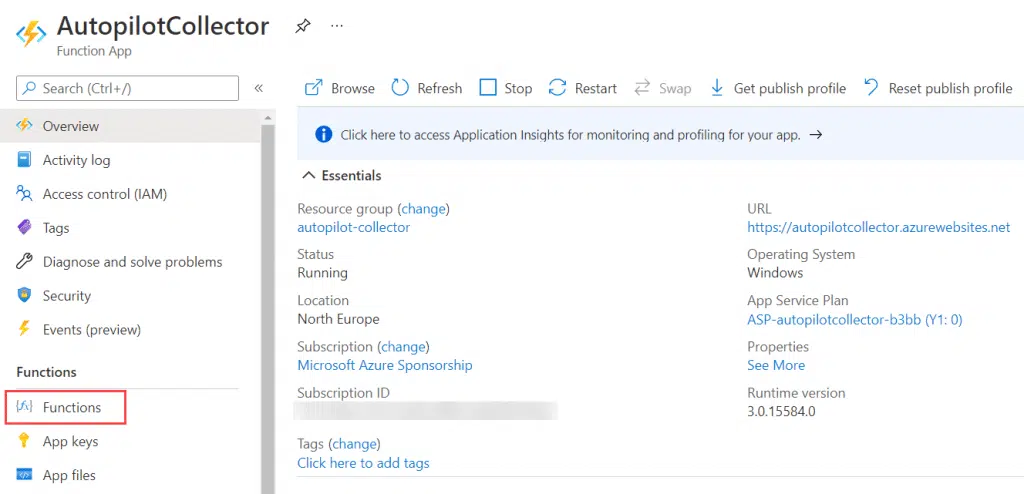 AutopilotCollector
...
Function App
Search (Ctrl+/)
«
Overview
Activity log
Access control (IAM)
Tags
Diagnose and solve problems
Security
Events (preview)
Functions
Functions
App keys
App files
Browse Refresh Stop Restart Swap Get publish profile Reset publish profile
Click here to access Application Insights for monitoring and profiling for your app. →
Essentials
Resource group (change)
autopilot-collector
Status
Running
Location
North Europe
Subscription (change)
Microsoft Azure Sponsorship
Subscription ID
Tags (change)
Click here to add tags
URL
https://autopilotcollector.azurewebsites.net
Operating System
Windows
App Service Plan
ASP-autopilotcollector-b3bb (Y1: 0)
Properties
See More
Runtime version
3.0.15584.0